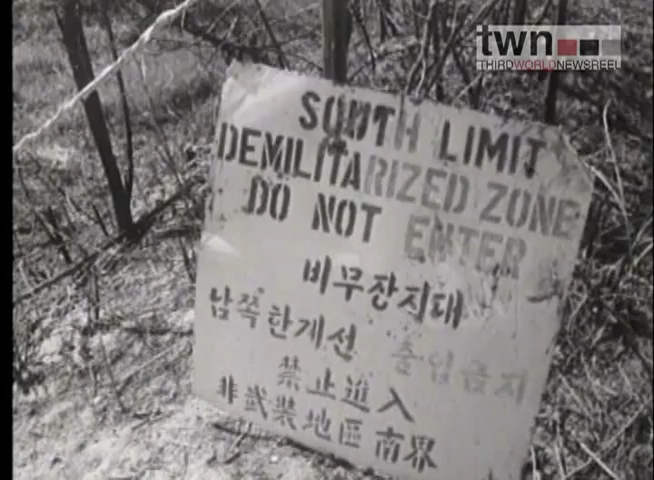 twn
THIRDWORLDNEWSREEL
SOUTH LIMIT
DEMILITARIZED ZONE
DO NOT ENTER
비무장지대
남쪽한계선 출입금지
禁止進入
非武裝地區南界